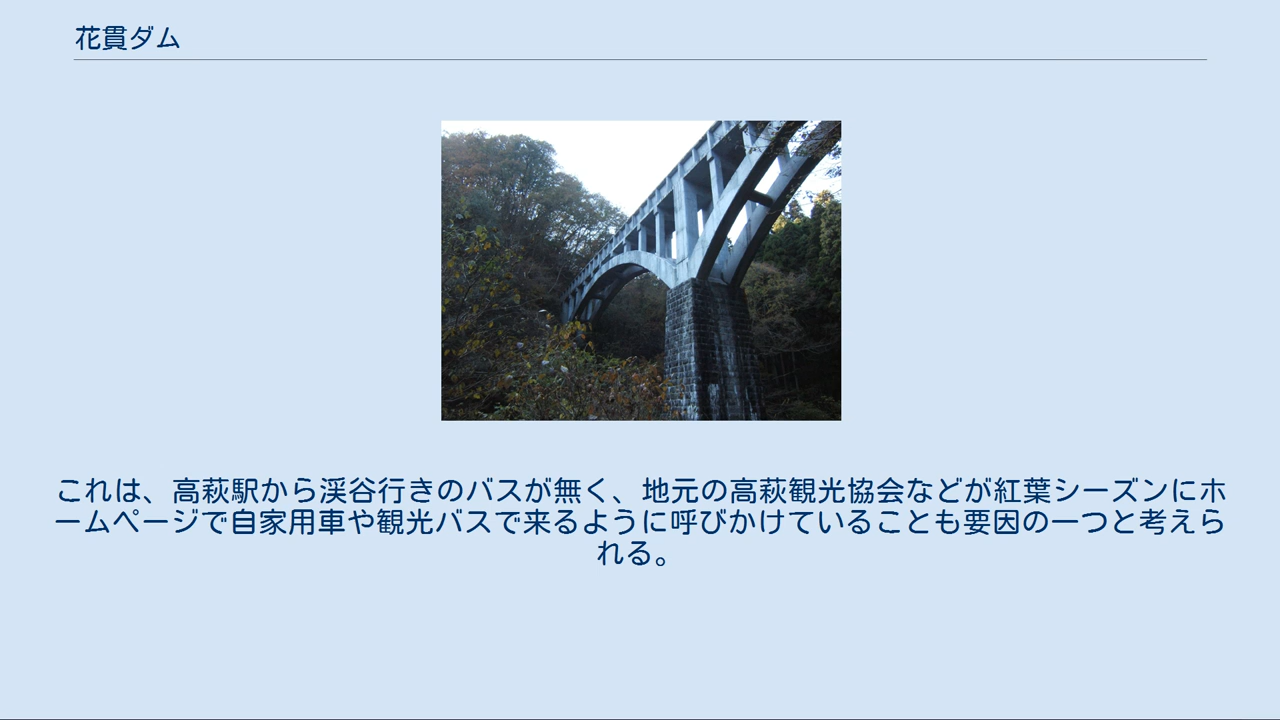 花貫ダム
これは、高萩駅から渓谷行きのバスが無く、地元の高萩観光協会などが紅葉シーズンにホ
ームページで自家用車や観光バスで来るように呼びかけていることも要因の一つと考えら
れる。